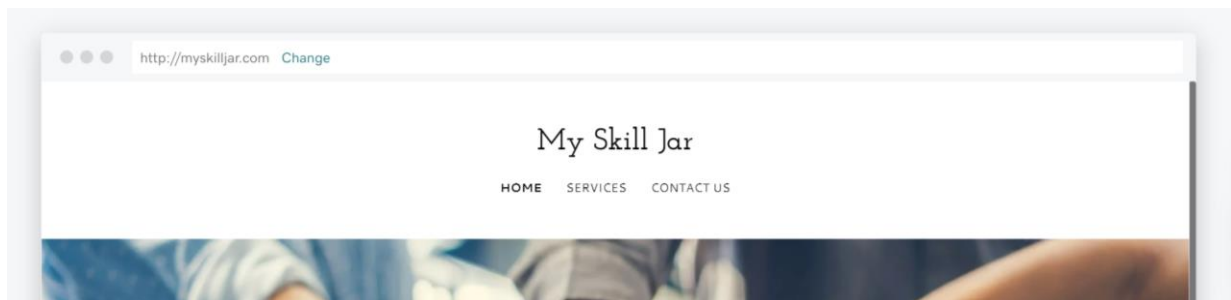 http://myskilljar.com Change
My Skill Jar
HOME SERVICES CONTACT US